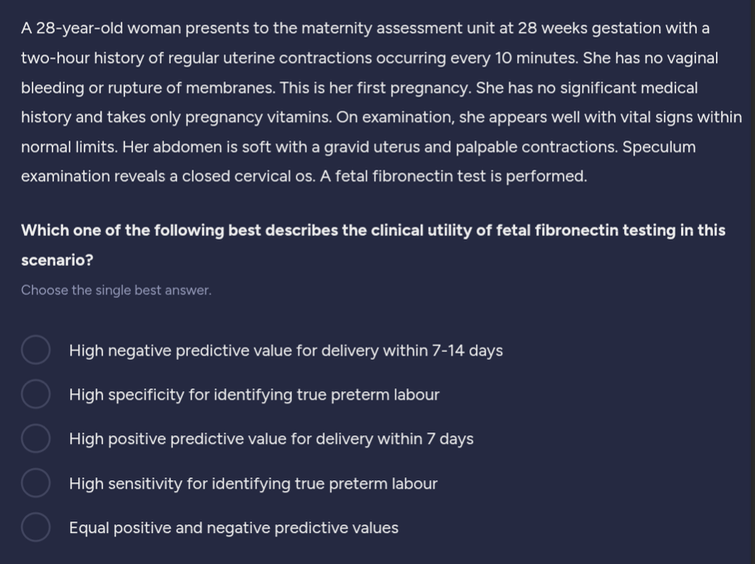 A 28-year-old woman presents to the maternity assessment unit at 28 weeks gestation with a
two-hour history of regular uterine contractions occurring every 10 minutes. She has no vaginal
bleeding or rupture of membranes. This is her first pregnancy. She has no significant medical
history and takes only pregnancy vitamins. On examination, she appears well with vital signs within
normal limits. Her abdomen is soft with a gravid uterus and palpable contractions. Speculum
examination reveals a closed cervical os. A fetal fibronectin test is performed.
Which one of the following best describes the clinical utility of fetal fibronectin testing in this
scenario?
Choose the single best answer.
High negative predictive value for delivery within 7-14 days
High specificity for identifying true preterm labour
High positive predictive value for delivery within 7 days
High sensitivity for identifying true preterm labour
Equal positive and negative predictive values